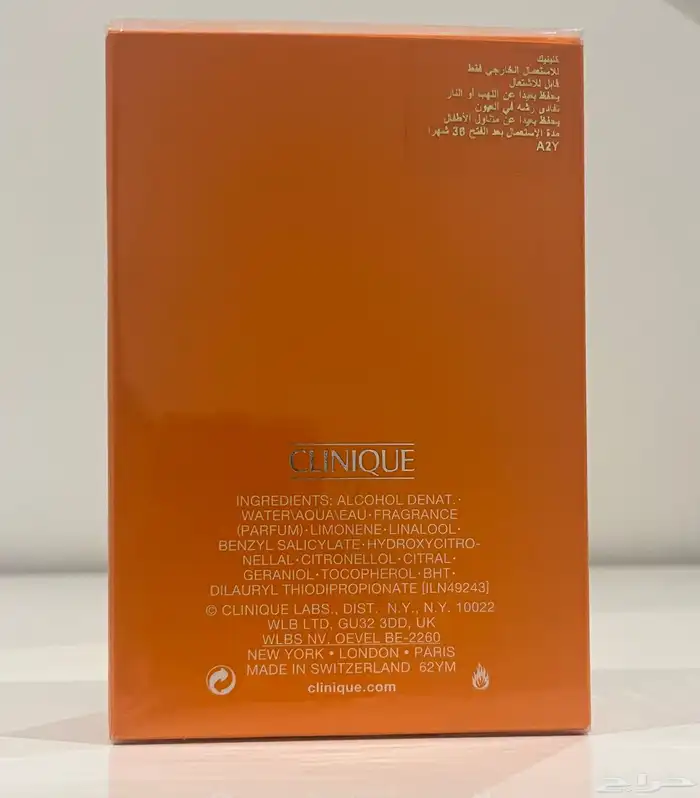 كلينيك
للاستعمال الخارجي فقط
قابل للاشتعال
يحفظ بعيدا عن اللهب أو النار
تفادى رشه في العيون
يحفظ بعيدا عن متناول الأطفال
مدة الاستعمال بعد الفتح 36 شهرا
A2Y
CLINIQUE
INGREDIENTS: ALCOHOL DENAT.·
WATER\AQUA\EAU·FRAGRANCE
(PARFUM)·LIMONENE·LINALOOL·
BENZYL SALICYLATE·HYDROXYCITRO-
NELLAL·CITRONELLOL·CITRAL·
GERANIOL·TOCOPHEROL·BHT·
DILAURYL THIODIPROPIONATE [ILN49243]
© CLINIQUE LABS., DIST. N.Y., N.Y. 10022
WLB LTD, GU32 3DD, UK
WLBS NV. OEVEL BE-2260
NEW YORK • LONDON • PARIS
MADE IN SWITZERLAND 62YM
clinique.com
حراج